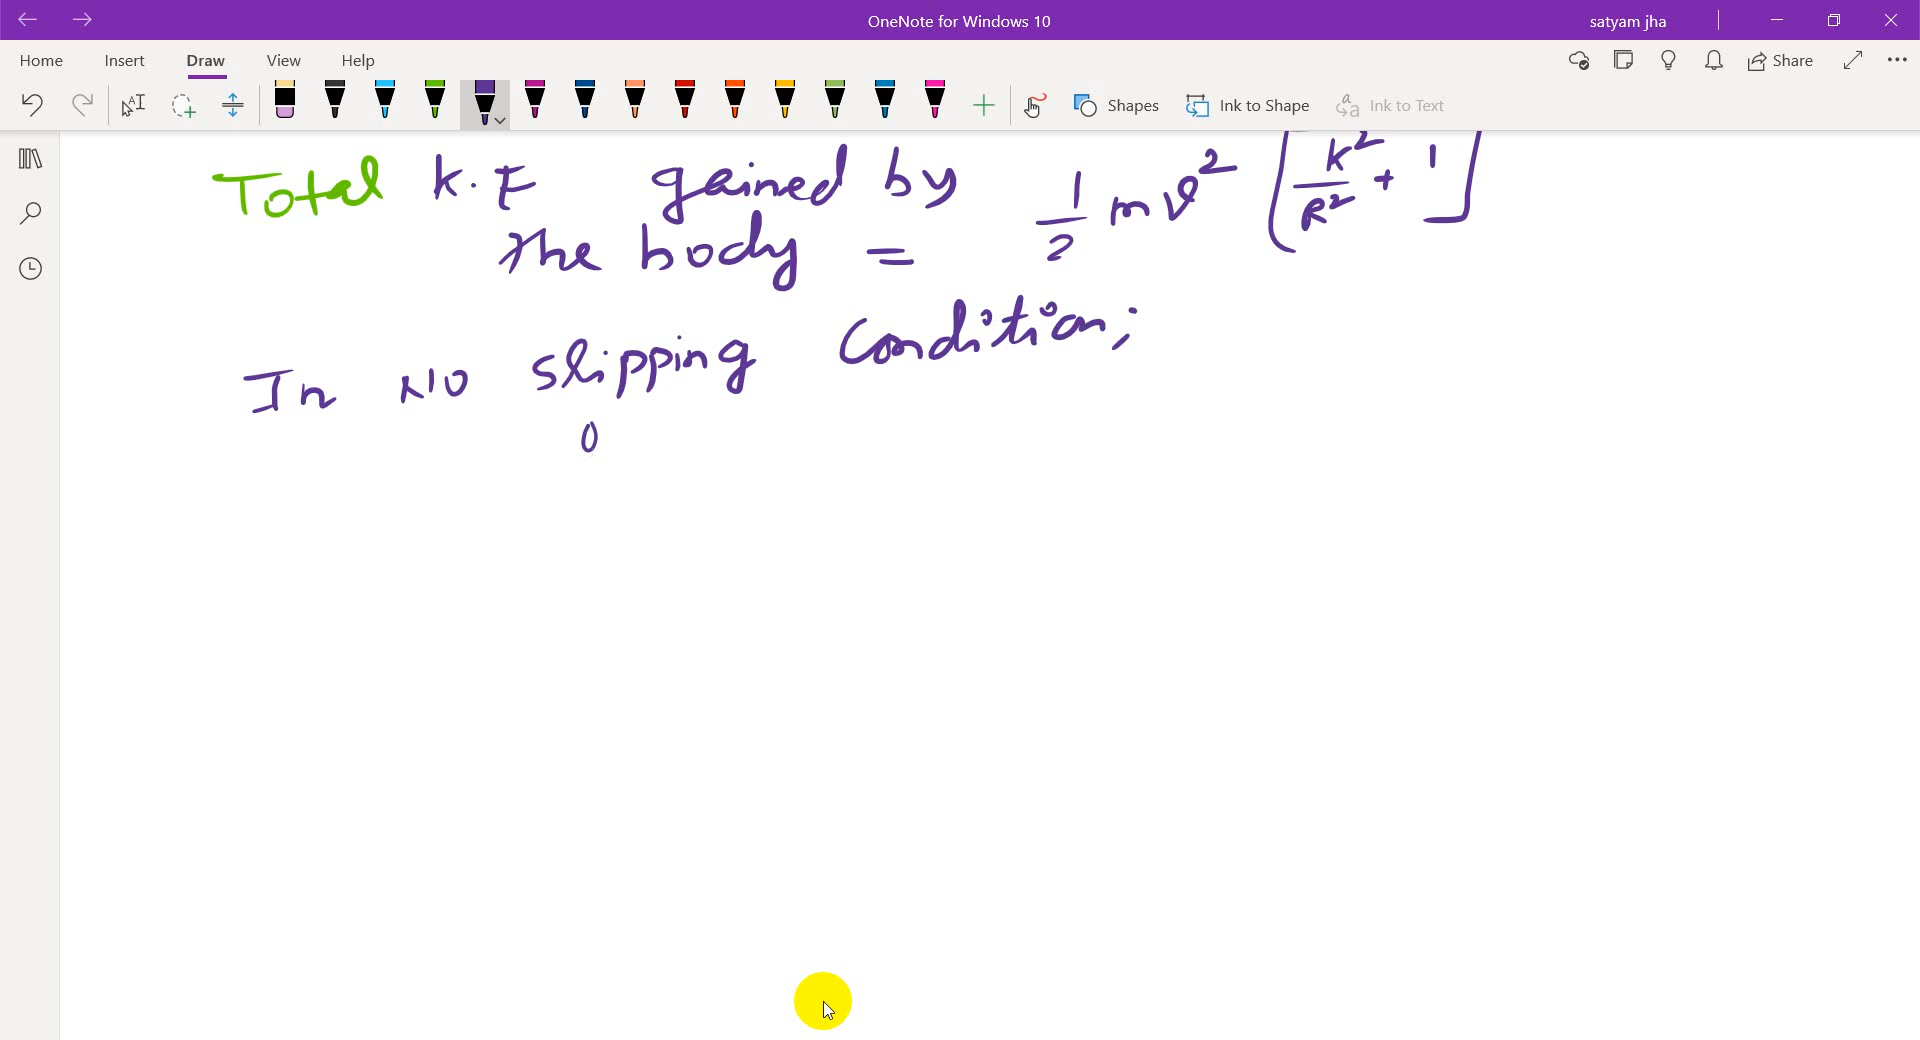 OneNote for Windows 10
satyam jha
Home Insert Draw View Help
Share
Shapes Ink to Shape Ink to Text
Total K.E gained by
the body = 1/2 mv² [K²/R² + 1]
In no slipping condition;
0